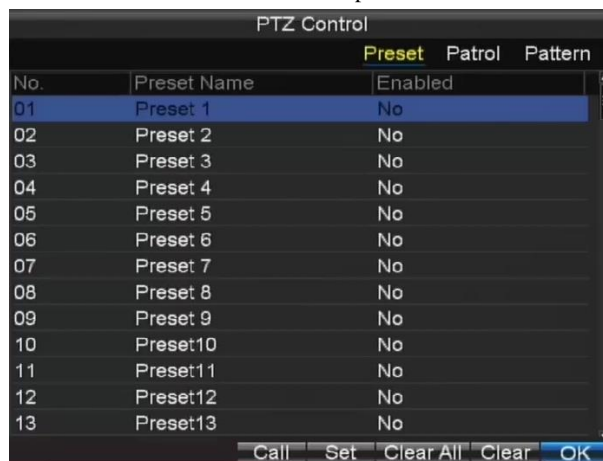 PTZ Control
Preset Patrol Pattern
No. Preset Name Enabled
01 Preset 1 No
02 Preset 2 No
03 Preset 3 No
04 Preset 4 No
05 Preset 5 No
06 Preset 6 No
07 Preset 7 No
08 Preset 8 No
09 Preset 9 No
10 Preset10 No
11 Preset11 No
12 Preset12 No
13 Preset13 No
Call Set Clear All Clear OK